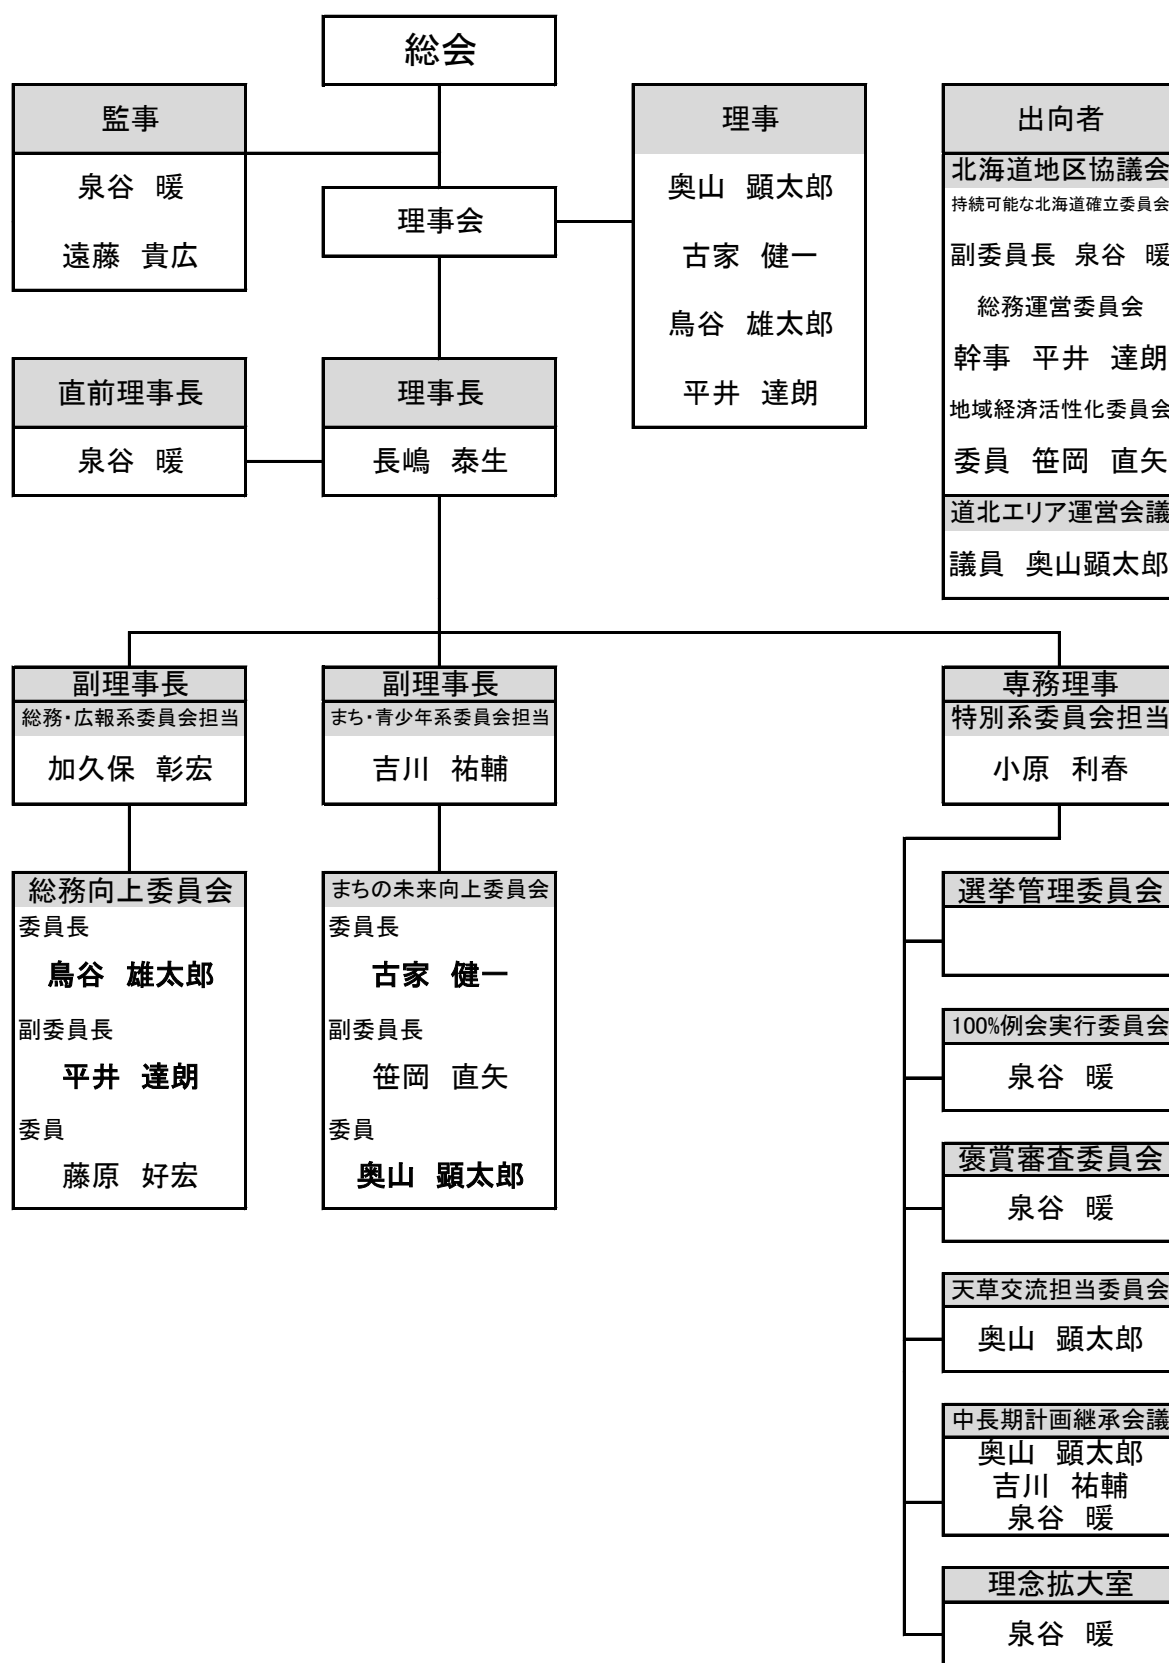 総会
監事
泉谷 暖
遠藤 貴広
理事会
理事
奥山 顕太郎
古家 健一
鳥谷 雄太郎
平井 達朗
出向者
北海道地区協議会
持続可能な北海道確立委員会
副委員長 泉谷 暖
総務運営委員会
幹事 平井 達朗
地域経済活性化委員会
委員 笹岡 直矢
道北エリア運営会議
議員 奥山顕太郎
直前理事長
泉谷 暖
理事長
長嶋 泰生
副理事長
総務・広報系委員会担当
加久保 彰宏
副理事長
まち・青少年系委員会担当
吉川 祐輔
専務理事
特別系委員会担当
小原 利春
総務向上委員会
委員長
鳥谷 雄太郎
副委員長
平井 達朗
委員
藤原 好宏
まちの未来向上委員会
委員長
古家 健一
副委員長
笹岡 直矢
委員
奥山 顕太郎
選挙管理委員会
100%例会実行委員会
泉谷 暖
褒賞審査委員会
泉谷 暖
天草交流担当委員会
奥山 顕太郎
中長期計画継承会議
奥山 顕太郎
吉川 祐輔
泉谷 暖
理念拡大室
泉谷 暖